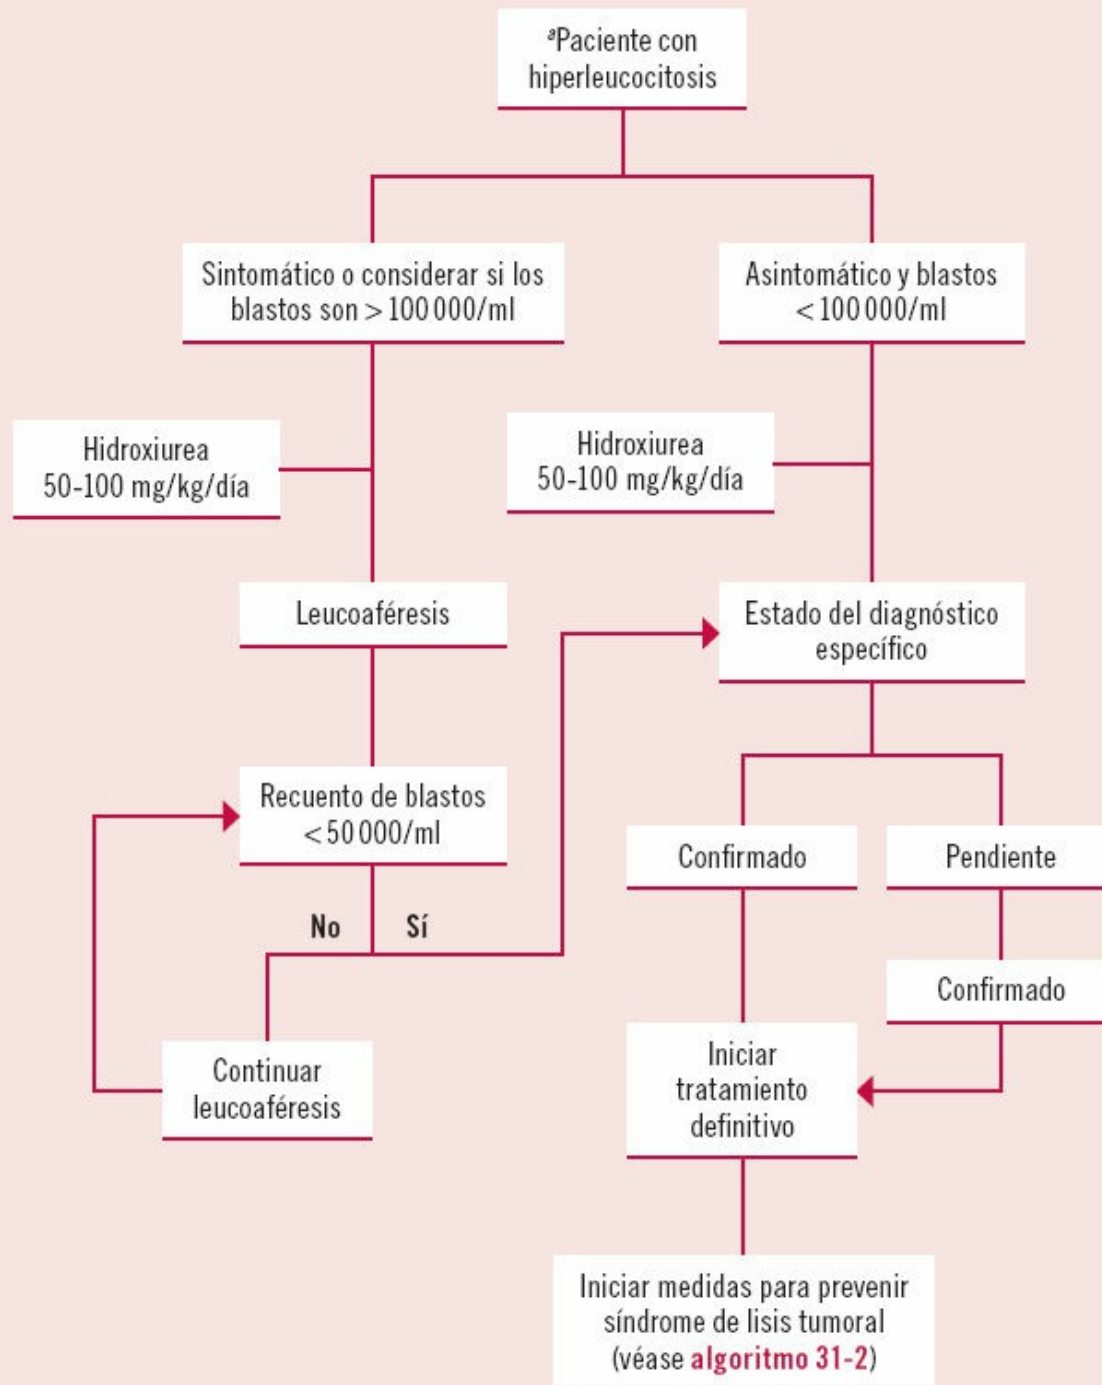 ªPaciente con
hiperleucocitosis
Sintomático o considerar si los
blastos son > 100 000/ml
Asintomático y blastos
< 100 000/ml
Hidroxiurea
50-100 mg/kg/día
Hidroxiurea
50-100 mg/kg/día
Leucoaféresis
Estado del diagnóstico
específico
Recuento de blastos
< 50 000/ml
Confirmado
Pendiente
No
Sí
Confirmado
Continuar
leucoaféresis
Iniciar
tratamiento
definitivo
Iniciar medidas para prevenir
síndrome de lisis tumoral
(véase algoritmo 31-2)